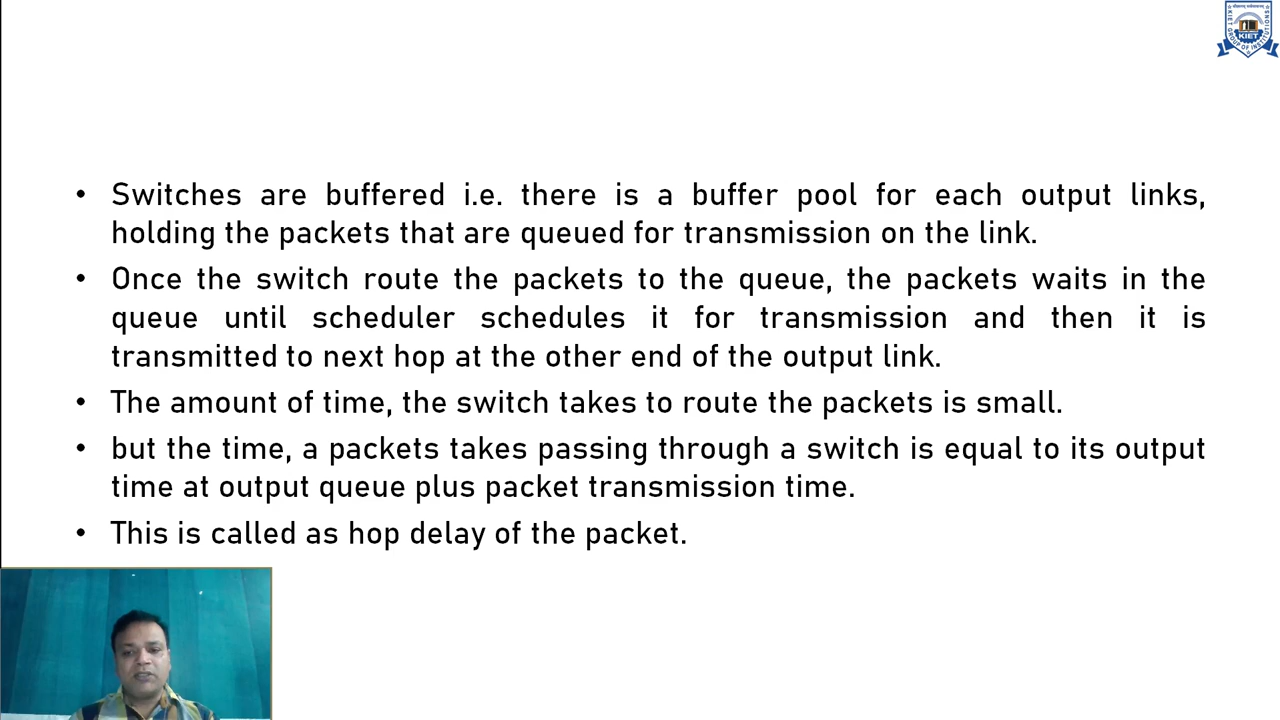 • Switches are buffered i.e. there is a buffer pool for each output links,
holding the packets that are queued for transmission on the link.
• Once the switch route the packets to the queue, the packets waits in the
queue until scheduler schedules it for transmission and then it is
transmitted to next hop at the other end of the output link.
• The amount of time, the switch takes to route the packets is small.
• but the time, a packets takes passing through a switch is equal to its output
time at output queue plus packet transmission time.
• This is called as hop delay of the packet.
KIET
KIET GROUP OF INSTITUTIONS